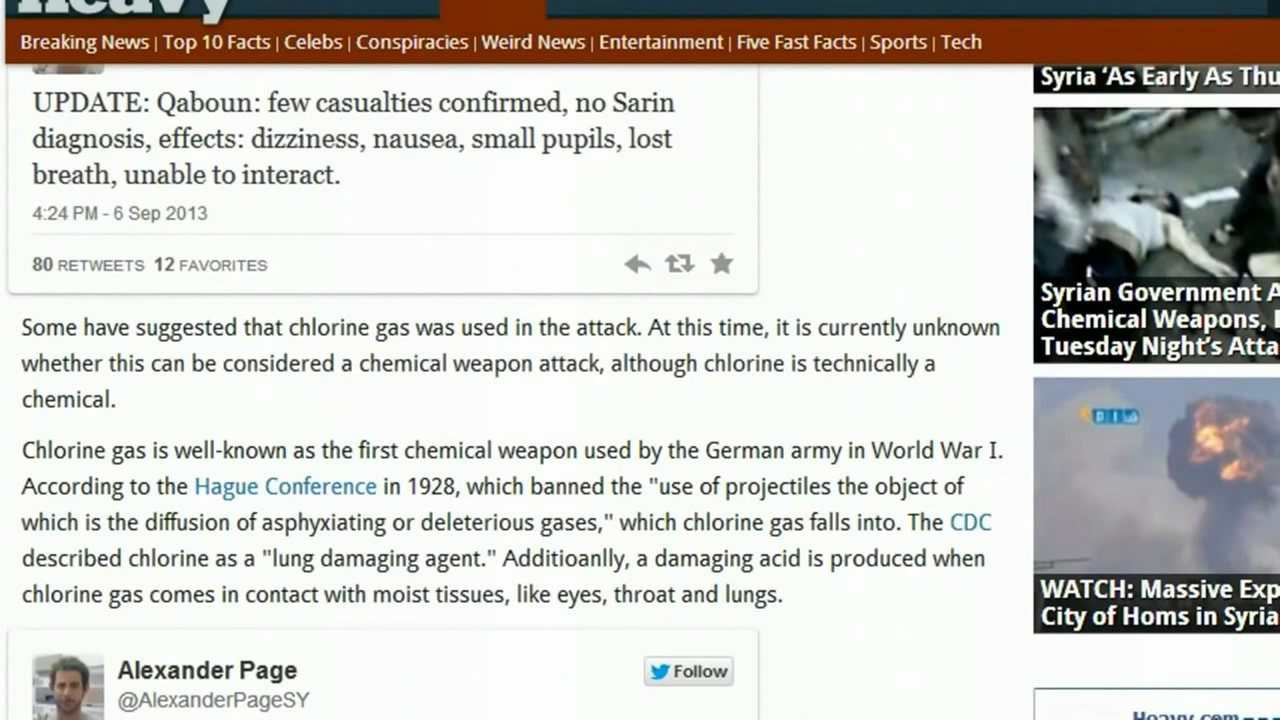 Heavy
Breaking News | Top 10 Facts | Celebs | Conspiracies | Weird News | Entertainment | Five Fast Facts | Sports | Tech
UPDATE: Qaboun: few casualties confirmed, no Sarin
diagnosis, effects: dizziness, nausea, small pupils, lost
breath, unable to interact.
4:24 PM - 6 Sep 2013
80 RETWEETS 12 FAVORITES
Some have suggested that chlorine gas was used in the attack. At this time, it is currently unknown
whether this can be considered a chemical weapon attack, although chlorine is technically a
chemical.
Chlorine gas is well-known as the first chemical weapon used by the German army in World War I.
According to the Hague Conference in 1928, which banned the "use of projectiles the object of
which is the diffusion of asphyxiating or deleterious gases," which chlorine gas falls into. The CDC
described chlorine as a "lung damaging agent." Additioanlly, a damaging acid is produced when
chlorine gas comes in contact with moist tissues, like eyes, throat and lungs.
Alexander Page
Follow
@AlexanderPageSY
Syria ‘As Early As Thu
Syrian Government A
Chemical Weapons,
Tuesday Night’s Atta
WATCH: Massive Exp
City of Homs in Syria
Heavy.com